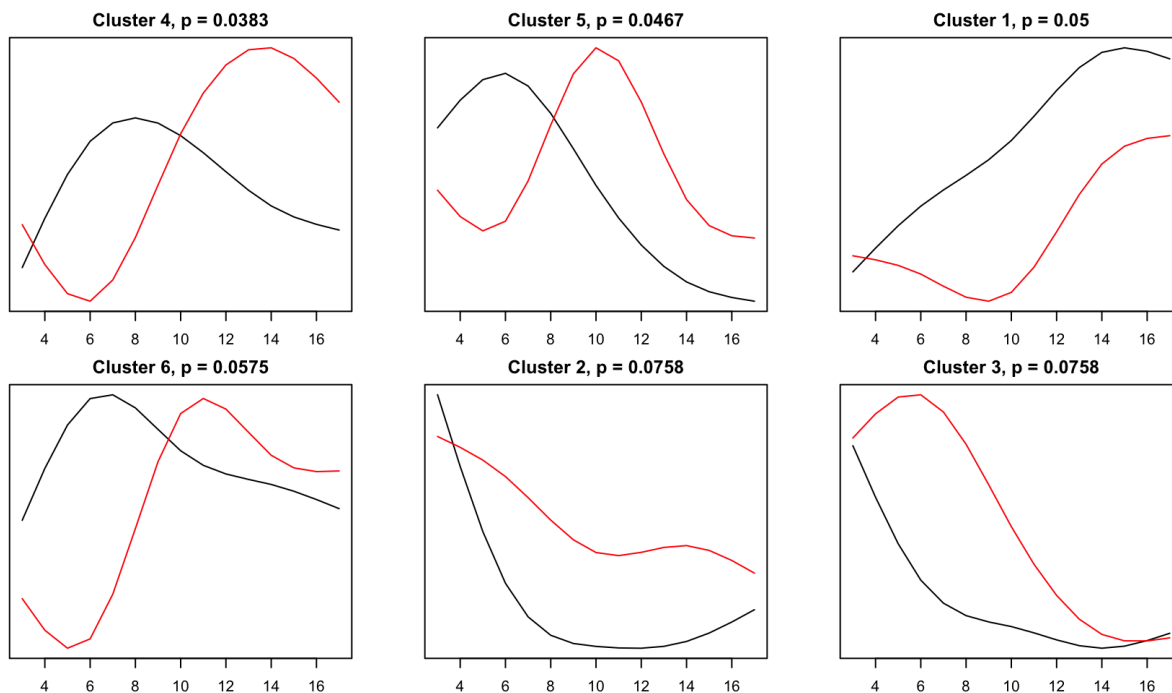 Cluster 4, p = 0.0383
4 6 8 10 12 14 16
Cluster 5, p = 0.0467
4 6 8 10 12 14 16
Cluster 1, p = 0.05
4 6 8 10 12 14 16
Cluster 6, p = 0.0575
4 6 8 10 12 14 16
Cluster 2, p = 0.0758
4 6 8 10 12 14 16
Cluster 3, p = 0.0758
4 6 8 10 12 14 16